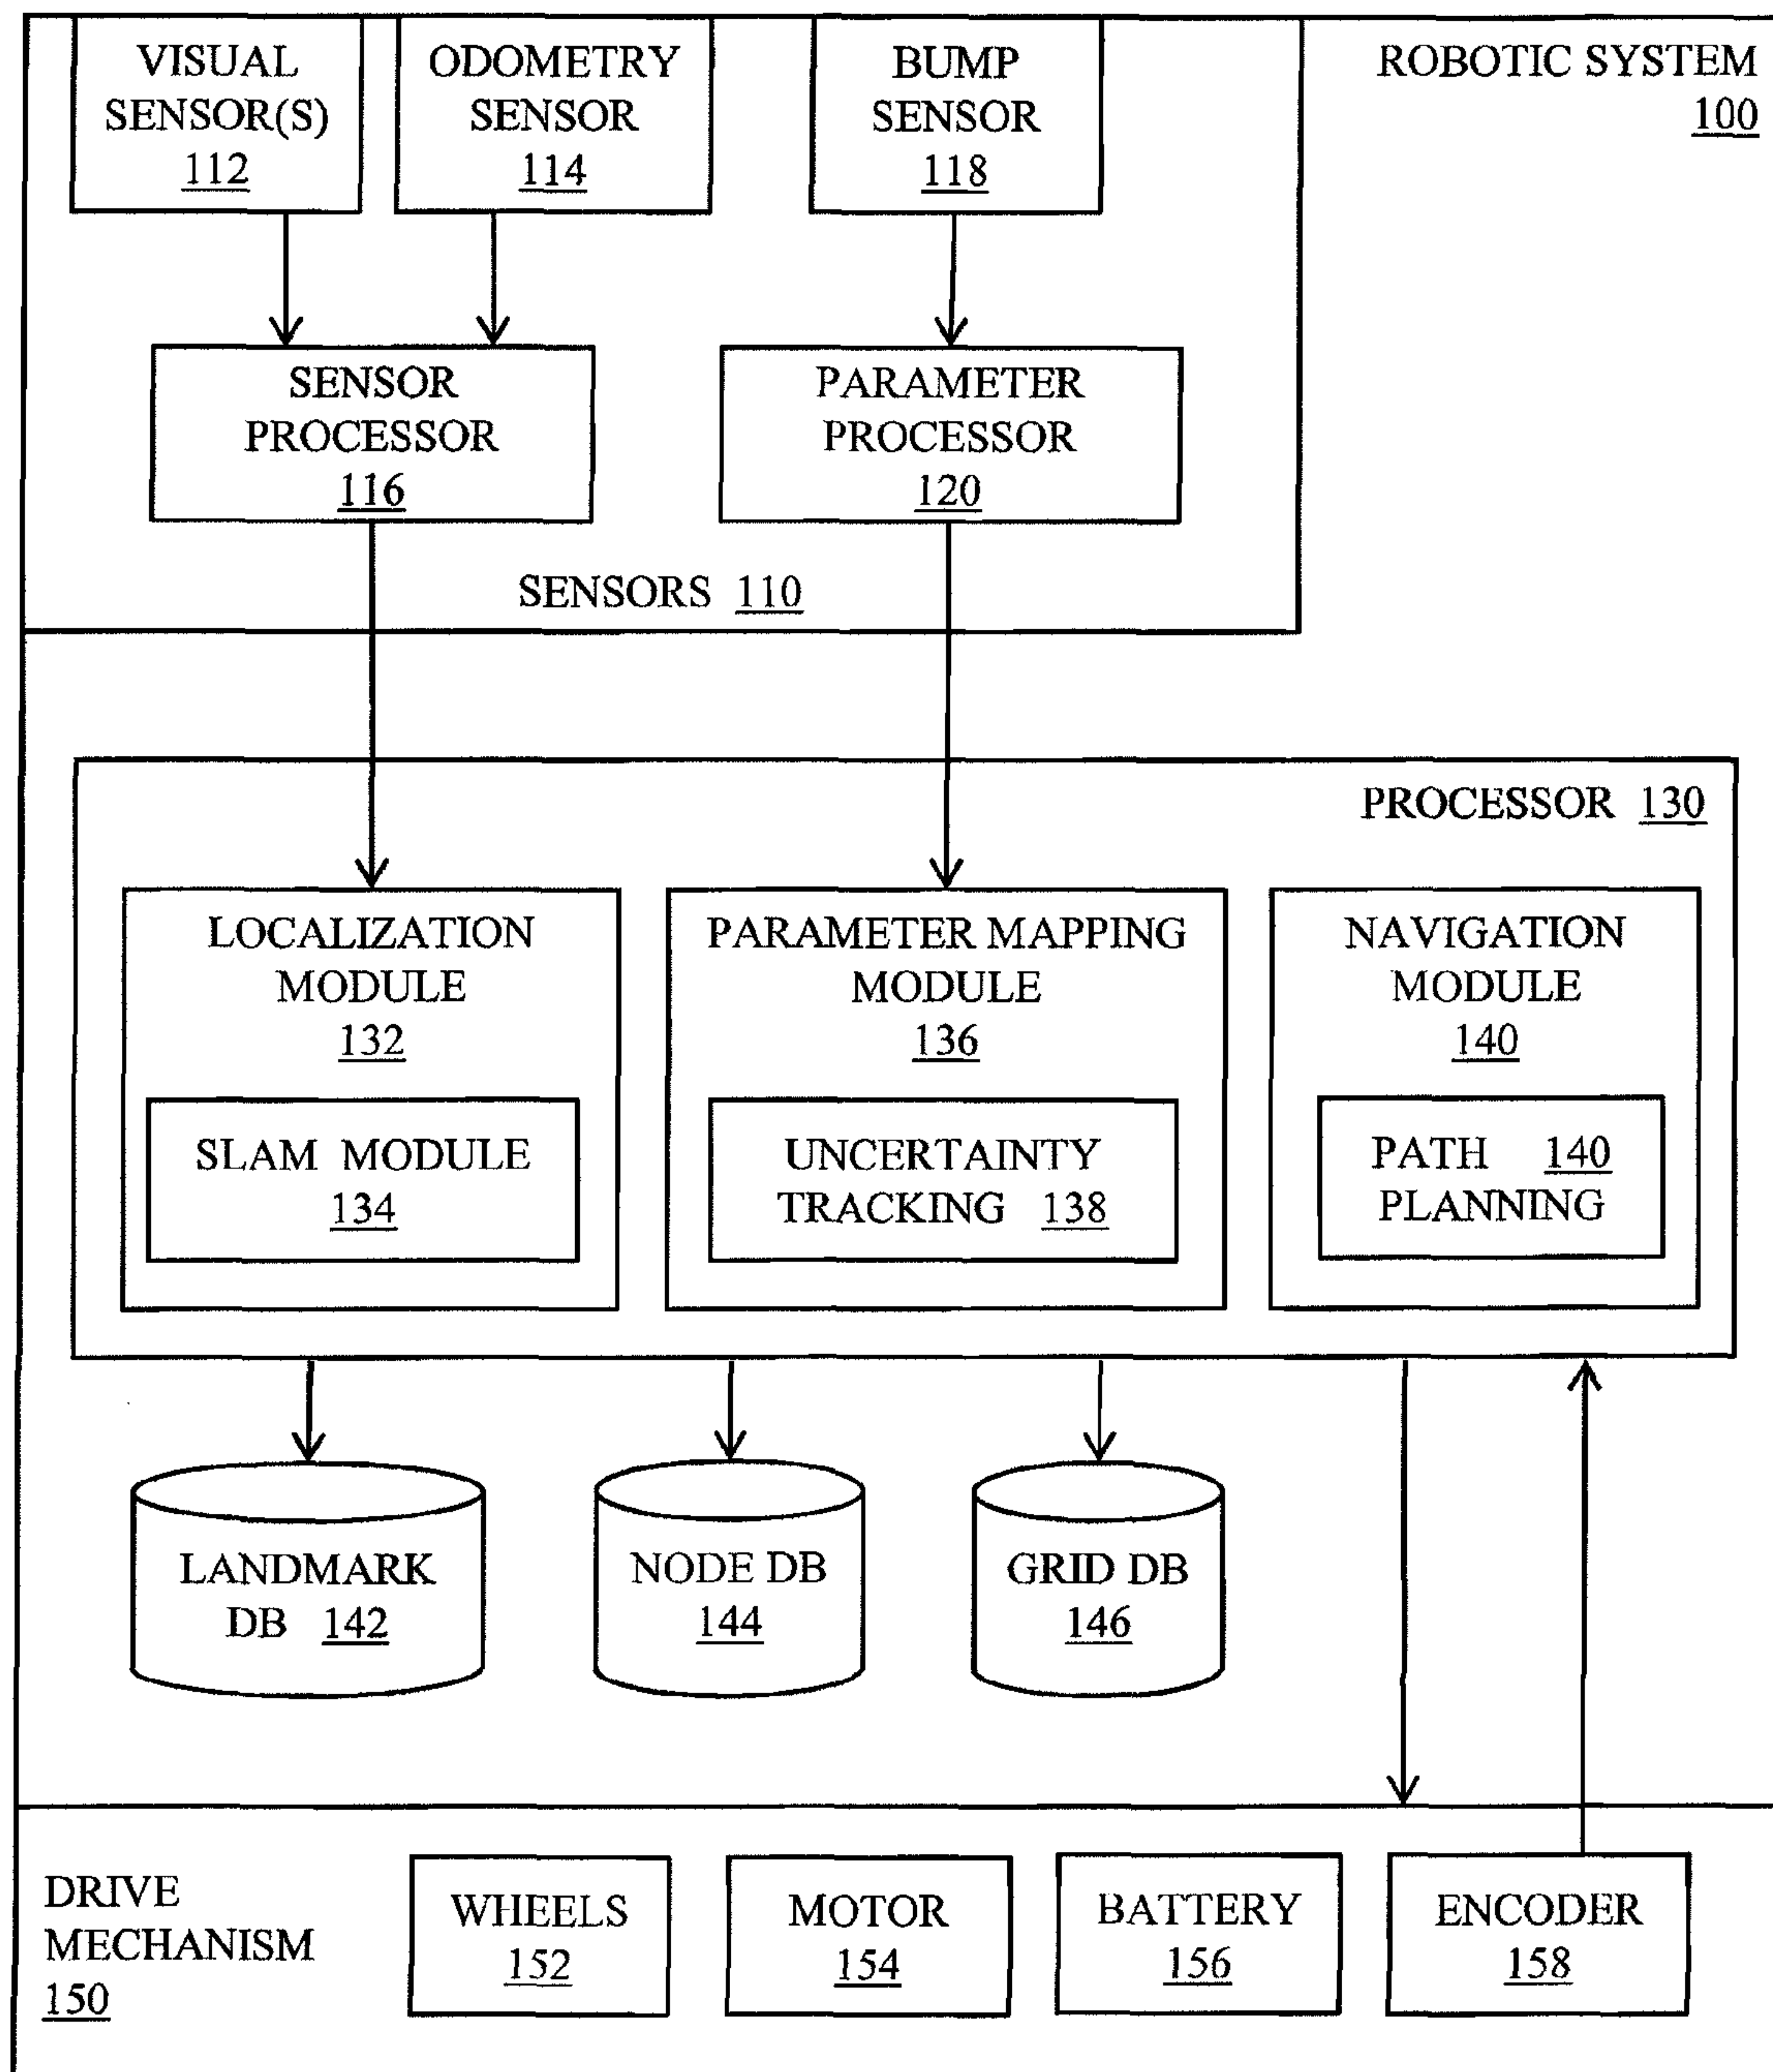 VISUAL
SENSOR(S)
112
ODOMETRY
SENSOR
114
BUMP
SENSOR
118
ROBOTIC SYSTEM
100
SENSOR
PROCESSOR
116
PARAMETER
PROCESSOR
120
SENSORS 110
PROCESSOR 130
LOCALIZATION
MODULE
132
SLAM MODULE
134
PARAMETER MAPPING
MODULE
136
UNCERTAINTY
TRACKING 138
NAVIGATION
MODULE
140
PATH 140
PLANNING
LANDMARK
DB 142
NODE DB
144
GRID DB
146
DRIVE
MECHANISM
150
WHEELS
152
MOTOR
154
BATTERY
156
ENCODER
158